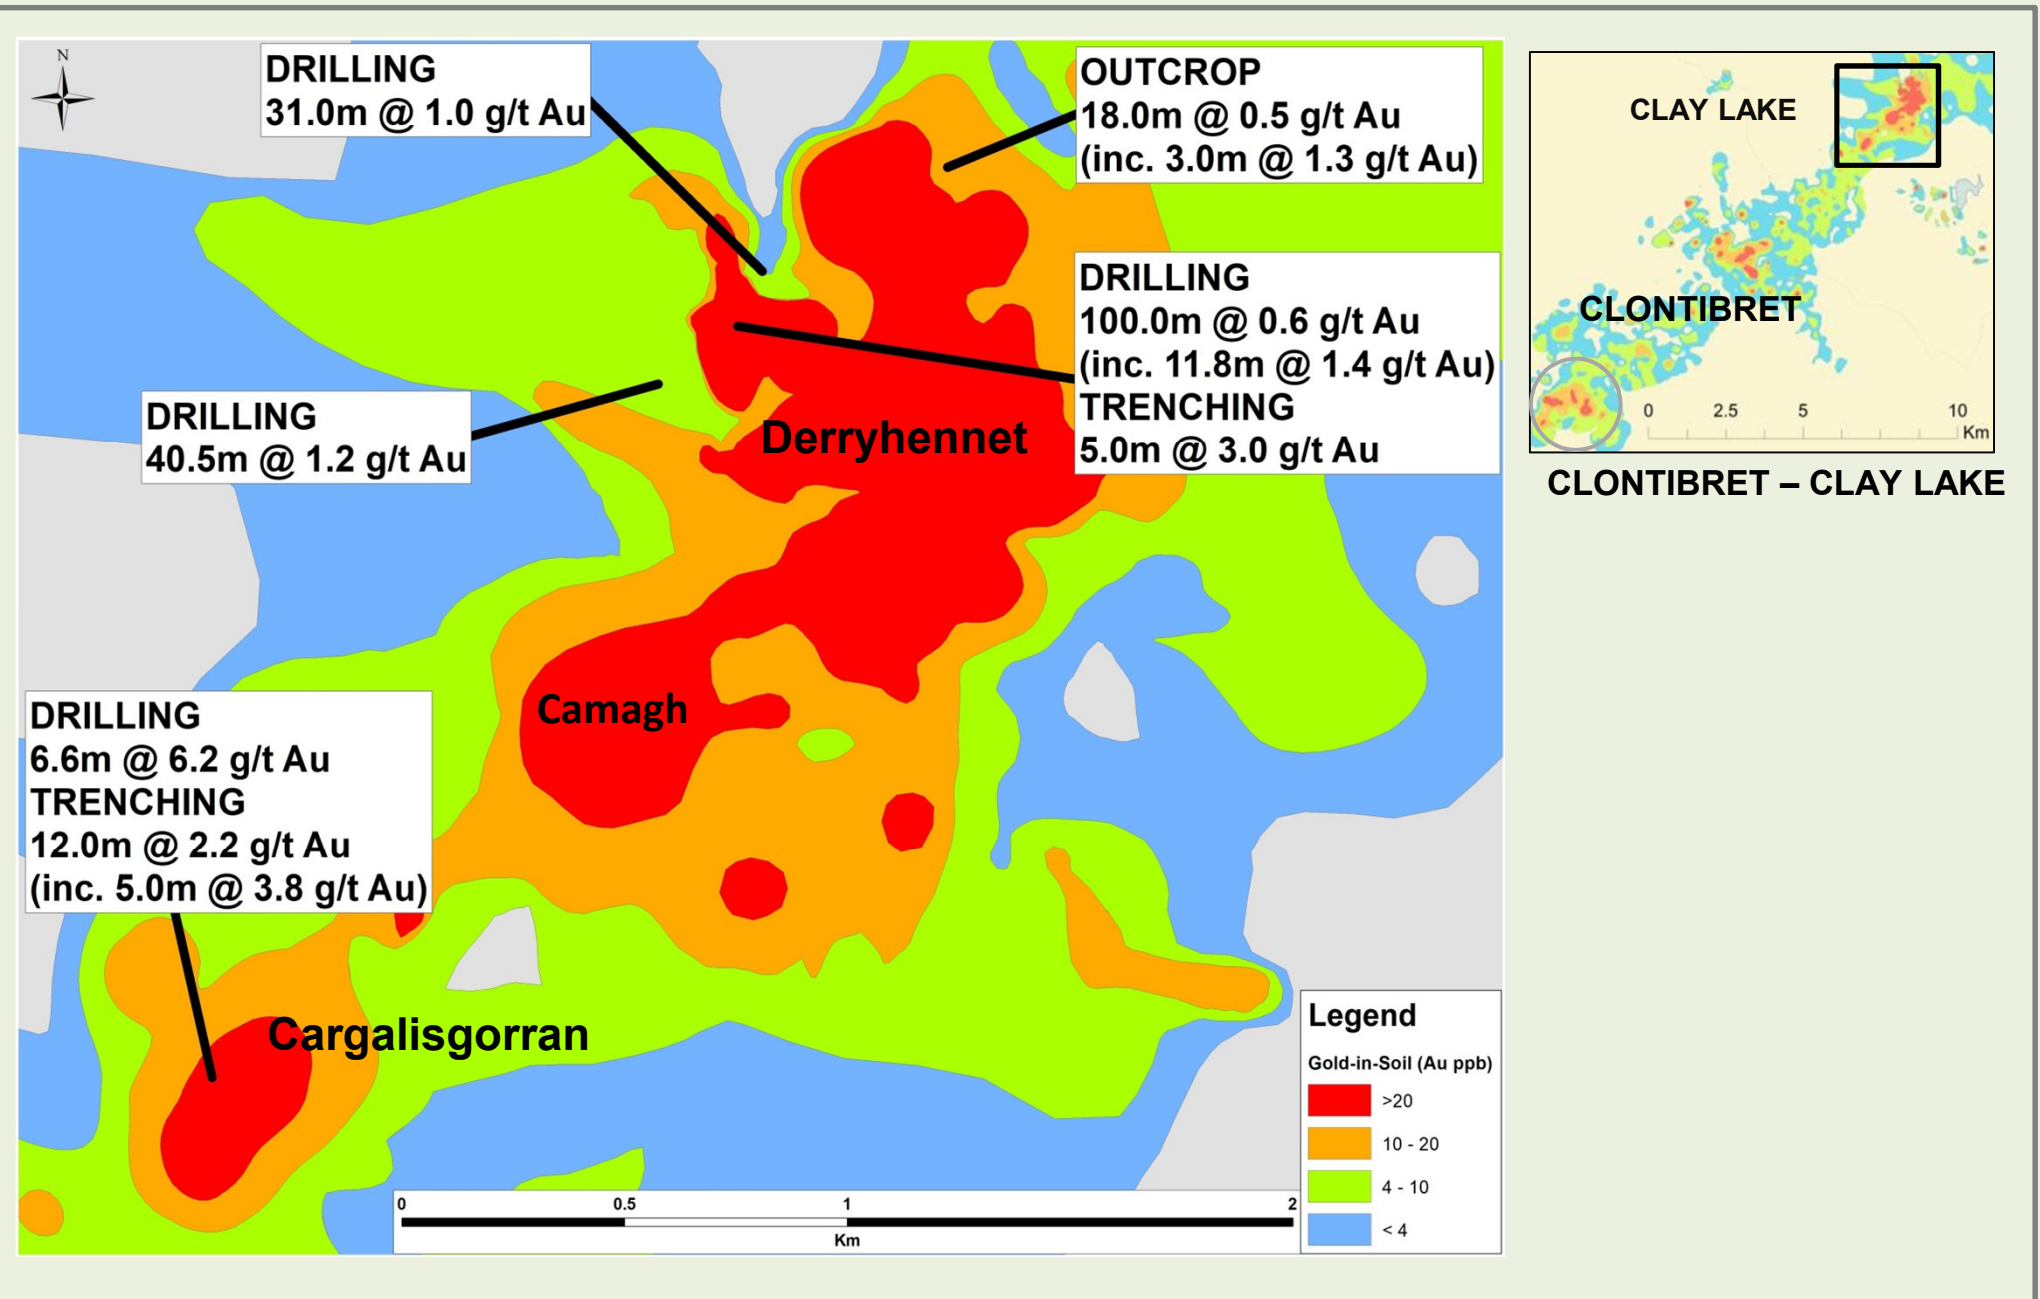 N
DRILLING
31.0m @ 1.0 g/t Au
OUTCROP
18.0m @ 0.5 g/t Au
(inc. 3.0m @ 1.3 g/t Au)
DRILLING
100.0m @ 0.6 g/t Au
(inc. 11.8m @ 1.4 g/t Au)
TRENCHING
5.0m @ 3.0 g/t Au
DRILLING
40.5m @ 1.2 g/t Au
Derryhennet
Camagh
DRILLING
6.6m @ 6.2 g/t Au
TRENCHING
12.0m @ 2.2 g/t Au
(inc. 5.0m @ 3.8 g/t Au)
Cargalisgorran
0 0.5 1 2
Km
Legend
Gold-in-Soil (Au ppb)
>20
10 - 20
4 - 10
< 4
CLAY LAKE
CLONTIBRET
0 2.5 5 10
Km
CLONTIBRET – CLAY LAKE